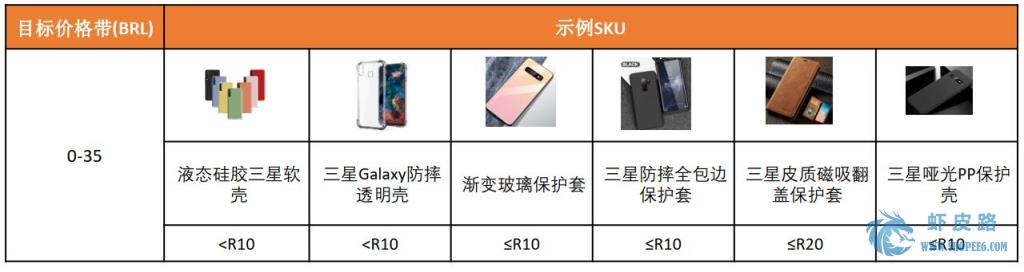 目标价格带(BRL)
示例SKU
0-35
BLACK
液态硅胶三星软
壳
三星Galaxy防摔
透明壳
渐变玻璃保护套
三星防摔全包边
保护套
三星皮质磁吸翻
盖保护套
三星哑光PP保护
壳
<R10
<R10
≤R10
≤R10
≤R20
≤R10
虾皮路
WWW.SHOPEE6.COM